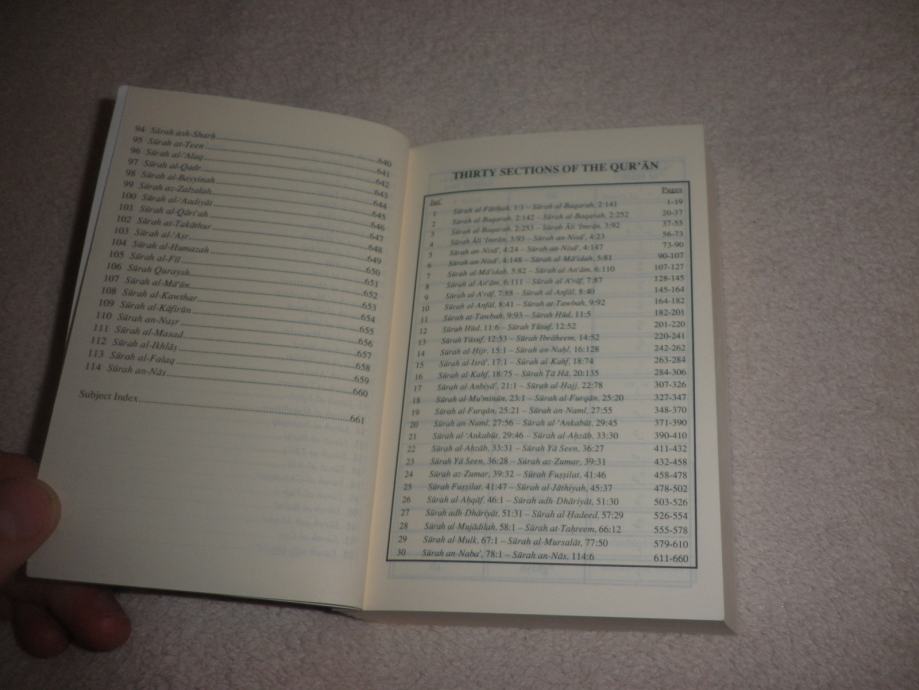 94 Sūrah ash-Sharḥ 640
95 Sūrah at-Teen 641
96 Sūrah al-‘Alaq 642
97 Sūrah al-Qadr 643
98 Sūrah al-Bayyinah 644
99 Sūrah az-Zalzalah 645
100 Sūrah al-‘Aadiyāt 646
101 Sūrah al-Qāri‘ah 647
102 Sūrah at-Takāthur 648
103 Sūrah al-‘Aṣr 649
104 Sūrah al-Humazah 650
105 Sūrah al-Fīl 651
106 Sūrah Quraysh 652
107 Sūrah al-Mā‘ūn 653
108 Sūrah al-Kawthar 654
109 Sūrah al-Kāfirūn 655
110 Sūrah an-Naṣr 656
111 Sūrah al-Masad 657
112 Sūrah al-Ikhlāṣ 658
113 Sūrah al-Falaq 659
114 Sūrah an-Nās 660
Subject Index 661
THIRTY SECTIONS OF THE QUR’ĀN
Juz’ Pages
1 Sūrah al-Fātiḥah, 1:1 – Sūrah al-Baqarah, 2:141 1-19
2 Sūrah al-Baqarah, 2:142 – Sūrah al-Baqarah, 2:252 20-37
3 Sūrah al-Baqarah, 2:253 – Sūrah Āli ‘Imrān, 3:92 37-55
4 Sūrah Āli ‘Imrān, 3:93 – Sūrah an-Nisā’, 4:23 56-73
5 Sūrah an-Nisā’, 4:24 – Sūrah an-Nisā’, 4:147 73-90
6 Sūrah an-Nisā’, 4:148 – Sūrah al-Mā’idah, 5:81 90-107
7 Sūrah al-Mā’idah, 5:82 – Sūrah al-An‘ām, 6:110 107-127
8 Sūrah al-An‘ām, 6:111 – Sūrah al-A‘rāf, 7:87 128-145
9 Sūrah al-A‘rāf, 7:88 – Sūrah al-Anfāl, 8:40 145-164
10 Sūrah al-Anfāl, 8:41 – Sūrah at-Tawbah, 9:92 164-182
11 Sūrah at-Tawbah, 9:93 – Sūrah Hūd, 11:5 182-201
12 Sūrah Hūd, 11:6 – Sūrah Yūsuf, 12:52 201-220
13 Sūrah Yūsuf, 12:53 – Sūrah Ibrāheem, 14:52 220-241
14 Sūrah al-Ḥijr, 15:1 – Sūrah an-Naḥl, 16:128 242-262
15 Sūrah al-Isrā’, 17:1 – Sūrah al-Kahf, 18:74 263-284
16 Sūrah al-Kahf, 18:75 – Sūrah Ṭā Hā, 20:135 284-306
17 Sūrah al-Anbiyā’, 21:1 – Sūrah al-Ḥajj, 22:78 307-326
18 Sūrah al-Mu’minūn, 23:1 – Sūrah al-Furqān, 25:20 327-347
19 Sūrah al-Furqān, 25:21 – Sūrah an-Naml, 27:55 348-370
20 Sūrah an-Naml, 27:56 – Sūrah al-‘Ankabūt, 29:45 371-390
21 Sūrah al-‘Ankabūt, 29:46 – Sūrah al-Aḥzāb, 33:30 390-410
22 Sūrah al-Aḥzāb, 33:31 – Sūrah Yā Seen, 36:27 411-432
23 Sūrah Yā Seen, 36:28 – Sūrah az-Zumar, 39:31 432-458
24 Sūrah az-Zumar, 39:32 – Sūrah Fuṣṣilat, 41:46 458-478
25 Sūrah Fuṣṣilat, 41:47 – Sūrah al-Jāthiyah, 45:37 478-502
26 Sūrah al-Aḥqāf, 46:1 – Sūrah adh-Dhāriyāt, 51:30 503-526
27 Sūrah adh-Dhāriyāt, 51:31 – Sūrah al-Ḥadeed, 57:29 526-554
28 Sūrah al-Mujādilah, 58:1 – Sūrah at-Taḥreem, 66:12 555-578
29 Sūrah al-Mulk, 67:1 – Sūrah al-Mursalāt, 77:50 579-610
30 Sūrah an-Naba’, 78:1 – Sūrah an-Nās, 114:6 611-660